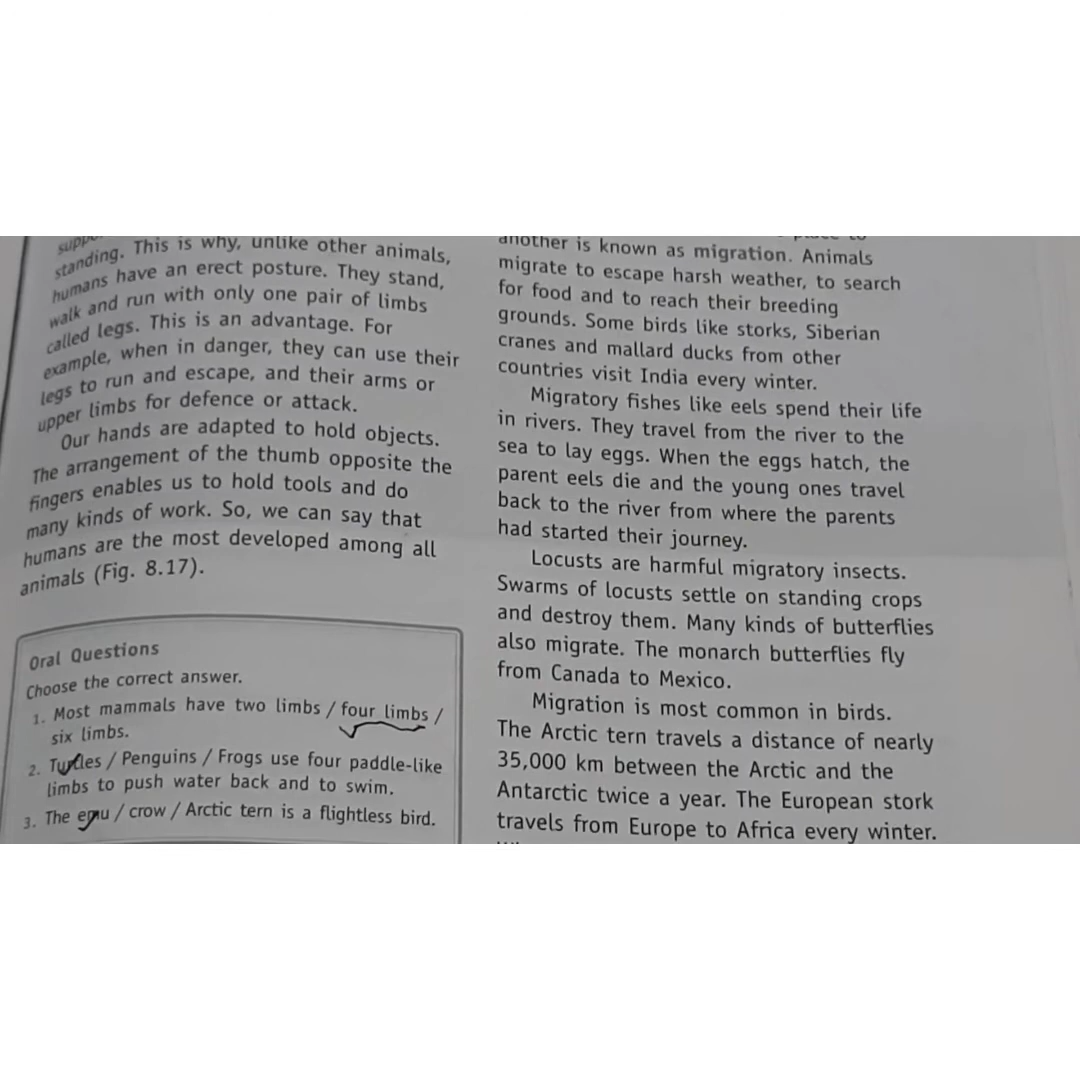 standing. This is why, unlike other animals,
humans have an erect posture. They stand,
walk and run with only one pair of limbs
called legs. This is an advantage. For
example, when in danger, they can use their
legs to run and escape, and their arms or
upper limbs for defence or attack.
Our hands are adapted to hold objects.
The arrangement of the thumb opposite the
fingers enables us to hold tools and do
many kinds of work. So, we can say that
humans are the most developed among all
animals (Fig. 8.17).
Oral Questions
Choose the correct answer.
1. Most mammals have two limbs / four limbs /
six limbs.
2. Turtles / Penguins / Frogs use four paddle-like
limbs to push water back and to swim.
3. The emu / crow / Arctic tern is a flightless bird.
another is known as migration. Animals
migrate to escape harsh weather, to search
for food and to reach their breeding
grounds. Some birds like storks, Siberian
cranes and mallard ducks from other
countries visit India every winter.
Migratory fishes like eels spend their life
in rivers. They travel from the river to the
sea to lay eggs. When the eggs hatch, the
parent eels die and the young ones travel
back to the river from where the parents
had started their journey.
Locusts are harmful migratory insects.
Swarms of locusts settle on standing crops
and destroy them. Many kinds of butterflies
also migrate. The monarch butterflies fly
from Canada to Mexico.
Migration is most common in birds.
The Arctic tern travels a distance of nearly
35,000 km between the Arctic and the
Antarctic twice a year. The European stork
travels from Europe to Africa every winter.